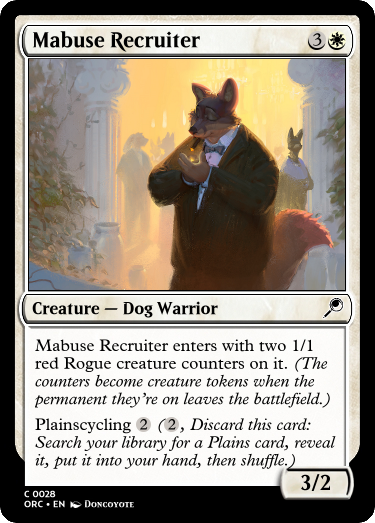 Mabuse Recruiter 3
Creature — Dog Warrior
Mabuse Recruiter enters with two 1/1
red Rogue creature counters on it. (The
counters become creature tokens when the
permanent they're on leaves the battlefield.)
Plainscycling 2 (2, Discard this card:
Search your library for a Plains card, reveal
it, put it into your hand, then shuffle.)
3/2
C 0028
ORC • EN Doncoyote